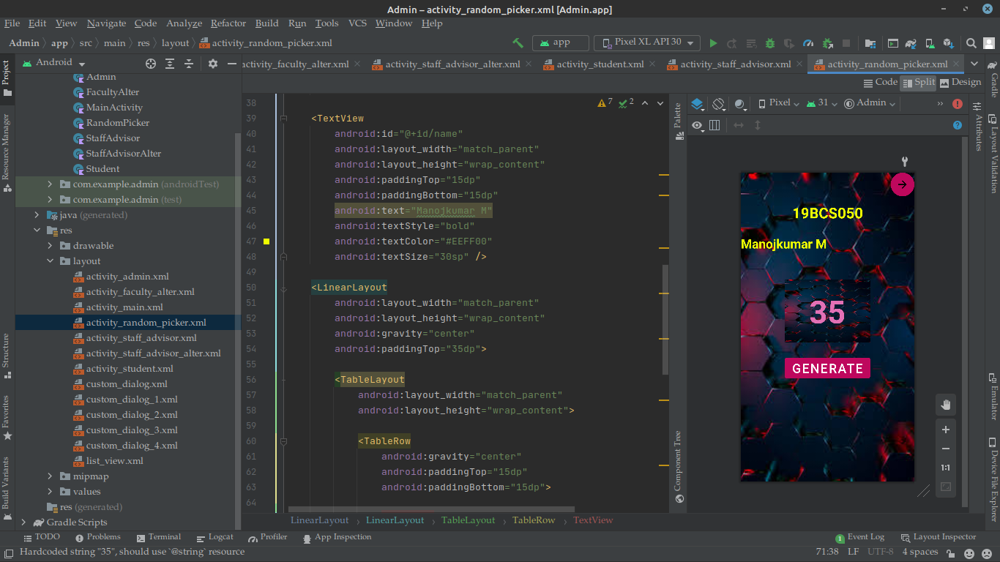 Admin – activity_random_picker.xml [Admin.app]
File Edit View Navigate Code Analyze Refactor Build Run Tools VCS Window Help
Admin app src main res layout activity_random_picker.xml
app Pixel XL API 30
Project
Resource Manager
Structure
Favorites
Build Variants
Android
Admin
FacultyAlter
MainActivity
RandomPicker
StaffAdvisor
StaffAdvisorAlter
Student
com.example.admin (androidTest)
com.example.admin (test)
java (generated)
res
drawable
layout
activity_admin.xml
activity_faculty_alter.xml
activity_main.xml
activity_random_picker.xml
activity_staff_advisor.xml
activity_staff_advisor_alter.xml
activity_student.xml
custom_dialog.xml
custom_dialog_1.xml
custom_dialog_2.xml
custom_dialog_3.xml
custom_dialog_4.xml
list_view.xml
mipmap
values
res (generated)
Gradle Scripts
activity_faculty_alter.xml activity_staff_advisor_alter.xml activity_student.xml activity_staff_advisor.xml activity_random_picker.xml
Code Split Design
7 2
38
39 <TextView
40 android:id="@+id/name"
41 android:layout_width="match_parent"
42 android:layout_height="wrap_content"
43 android:paddingTop="15dp"
44 android:paddingBottom="15dp"
45 android:text="Manojkumar M"
46 android:textStyle="bold"
47 android:textColor="#EEFF00"
48 android:textSize="30sp" />
49
50 <LinearLayout
51 android:layout_width="match_parent"
52 android:layout_height="wrap_content"
53 android:gravity="center"
54 android:paddingTop="35dp">
55
56 <TableLayout
57 android:layout_width="match_parent"
58 android:layout_height="wrap_content">
59
60 <TableRow
61 android:gravity="center"
62 android:paddingTop="15dp"
63 android:paddingBottom="15dp">
64
LinearLayout LinearLayout TableLayout TableRow TextView
Palette
Component Tree
Pixel 31 Admin
19BCS050
Manojkumar M
35
GENERATE
1:1
Attributes
Gradle
Layout Validation
Emulator
Device File Explorer
TODO Problems Terminal Logcat Profiler App Inspection 1 Event Log Layout Inspector
Hardcoded string "35", should use `@string` resource 71:38 LF UTF-8 4 spaces